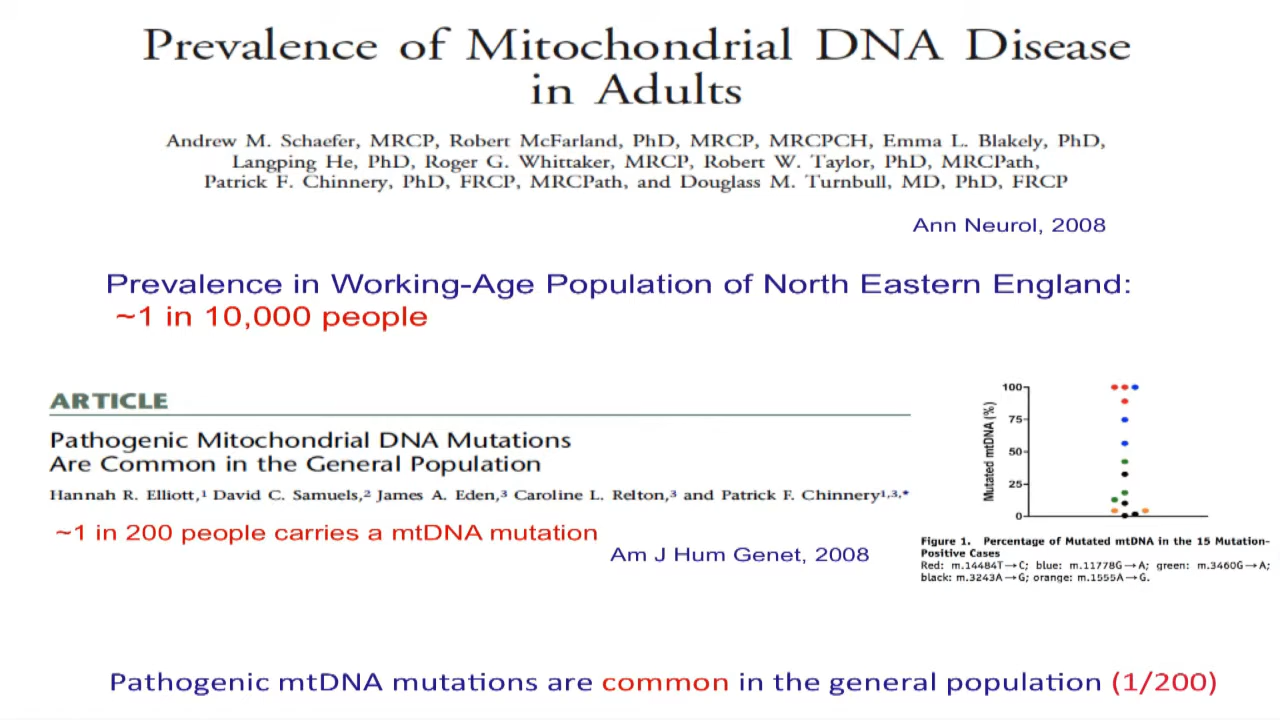 Prevalence of Mitochondrial DNA Disease
in Adults
Andrew M. Schaefer, MRCP, Robert McFarland, PhD, MRCP, MRCPCH, Emma L. Blakely, PhD,
Langping He, PhD, Roger G. Whittaker, MRCP, Robert W. Taylor, PhD, MRCPath,
Patrick F. Chinnery, PhD, FRCP, MRCPath, and Douglass M. Turnbull, MD, PhD, FRCP
Ann Neurol, 2008
Prevalence in Working-Age Population of North Eastern England:
~1 in 10,000 people
ARTICLE
Pathogenic Mitochondrial DNA Mutations
Are Common in the General Population
Hannah R. Elliott,¹ David C. Samuels,² James A. Eden,³ Caroline L. Relton,³ and Patrick F. Chinnery¹,³,*
~1 in 200 people carries a mtDNA mutation
Am J Hum Genet, 2008
Mutated mtDNA (%)
100
75
50
25
0
Figure 1. Percentage of Mutated mtDNA in the 15 Mutation-
Positive Cases
Red: m.14484T→C; blue: m.11778G→A; green: m.3460G→A;
black: m.3243A→G; orange: m.1555A→G.
Pathogenic mtDNA mutations are common in the general population (1/200)